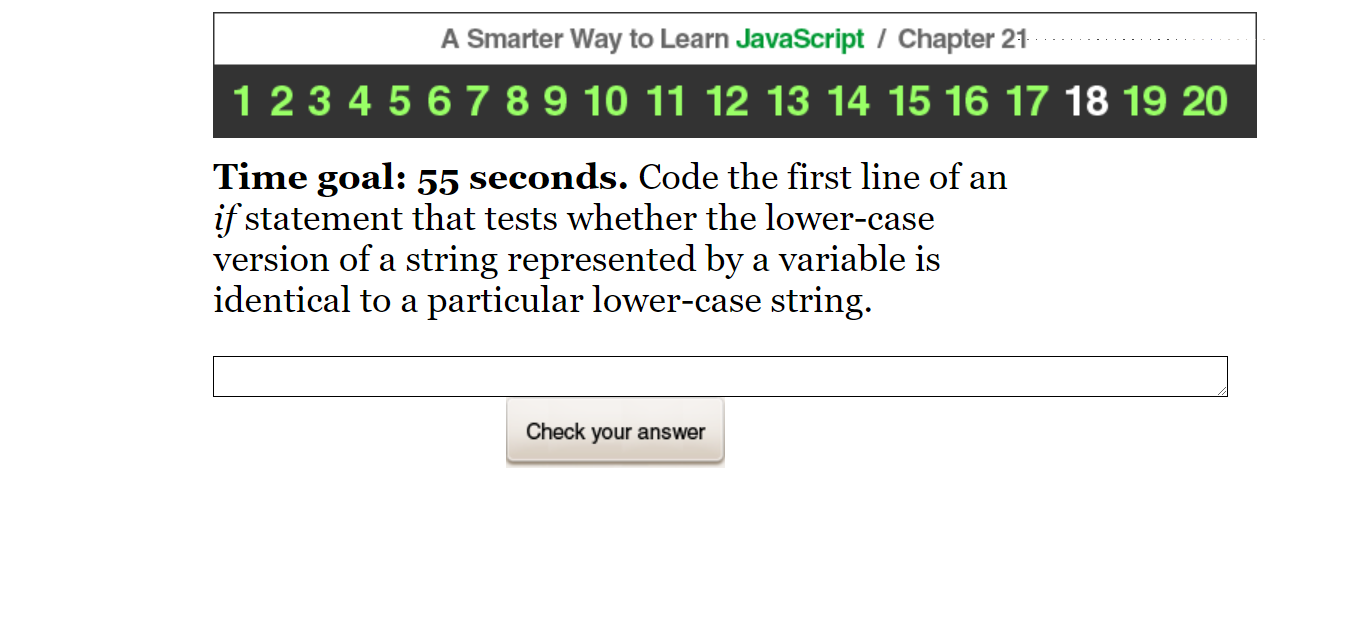 A Smarter Way to Learn JavaScript / Chapter 21
1 2 3 4 5 6 7 8 9 10 11 12 13 14 15 16 17 18 19 20
Time goal: 55 seconds. Code the first line of an
if statement that tests whether the lower-case
version of a string represented by a variable is
identical to a particular lower-case string.
Check your answer